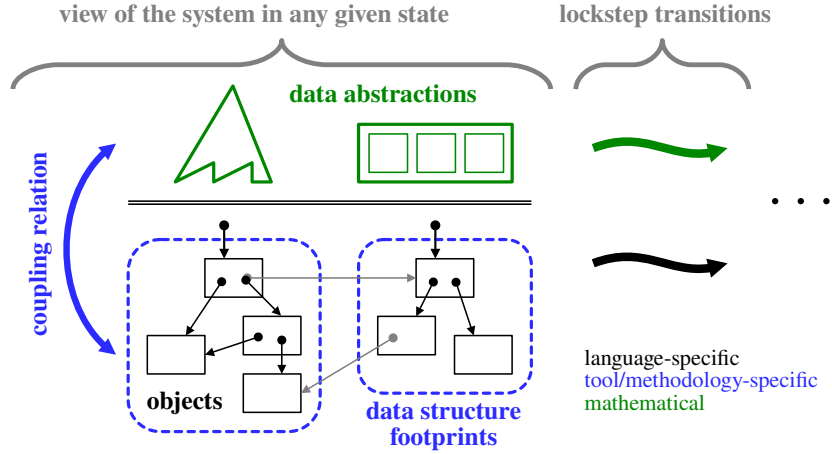 view of the system in any given state
lockstep transitions
data abstractions
coupling relation
. . .
objects
data structure
footprints
language-specific
tool/methodology-specific
mathematical